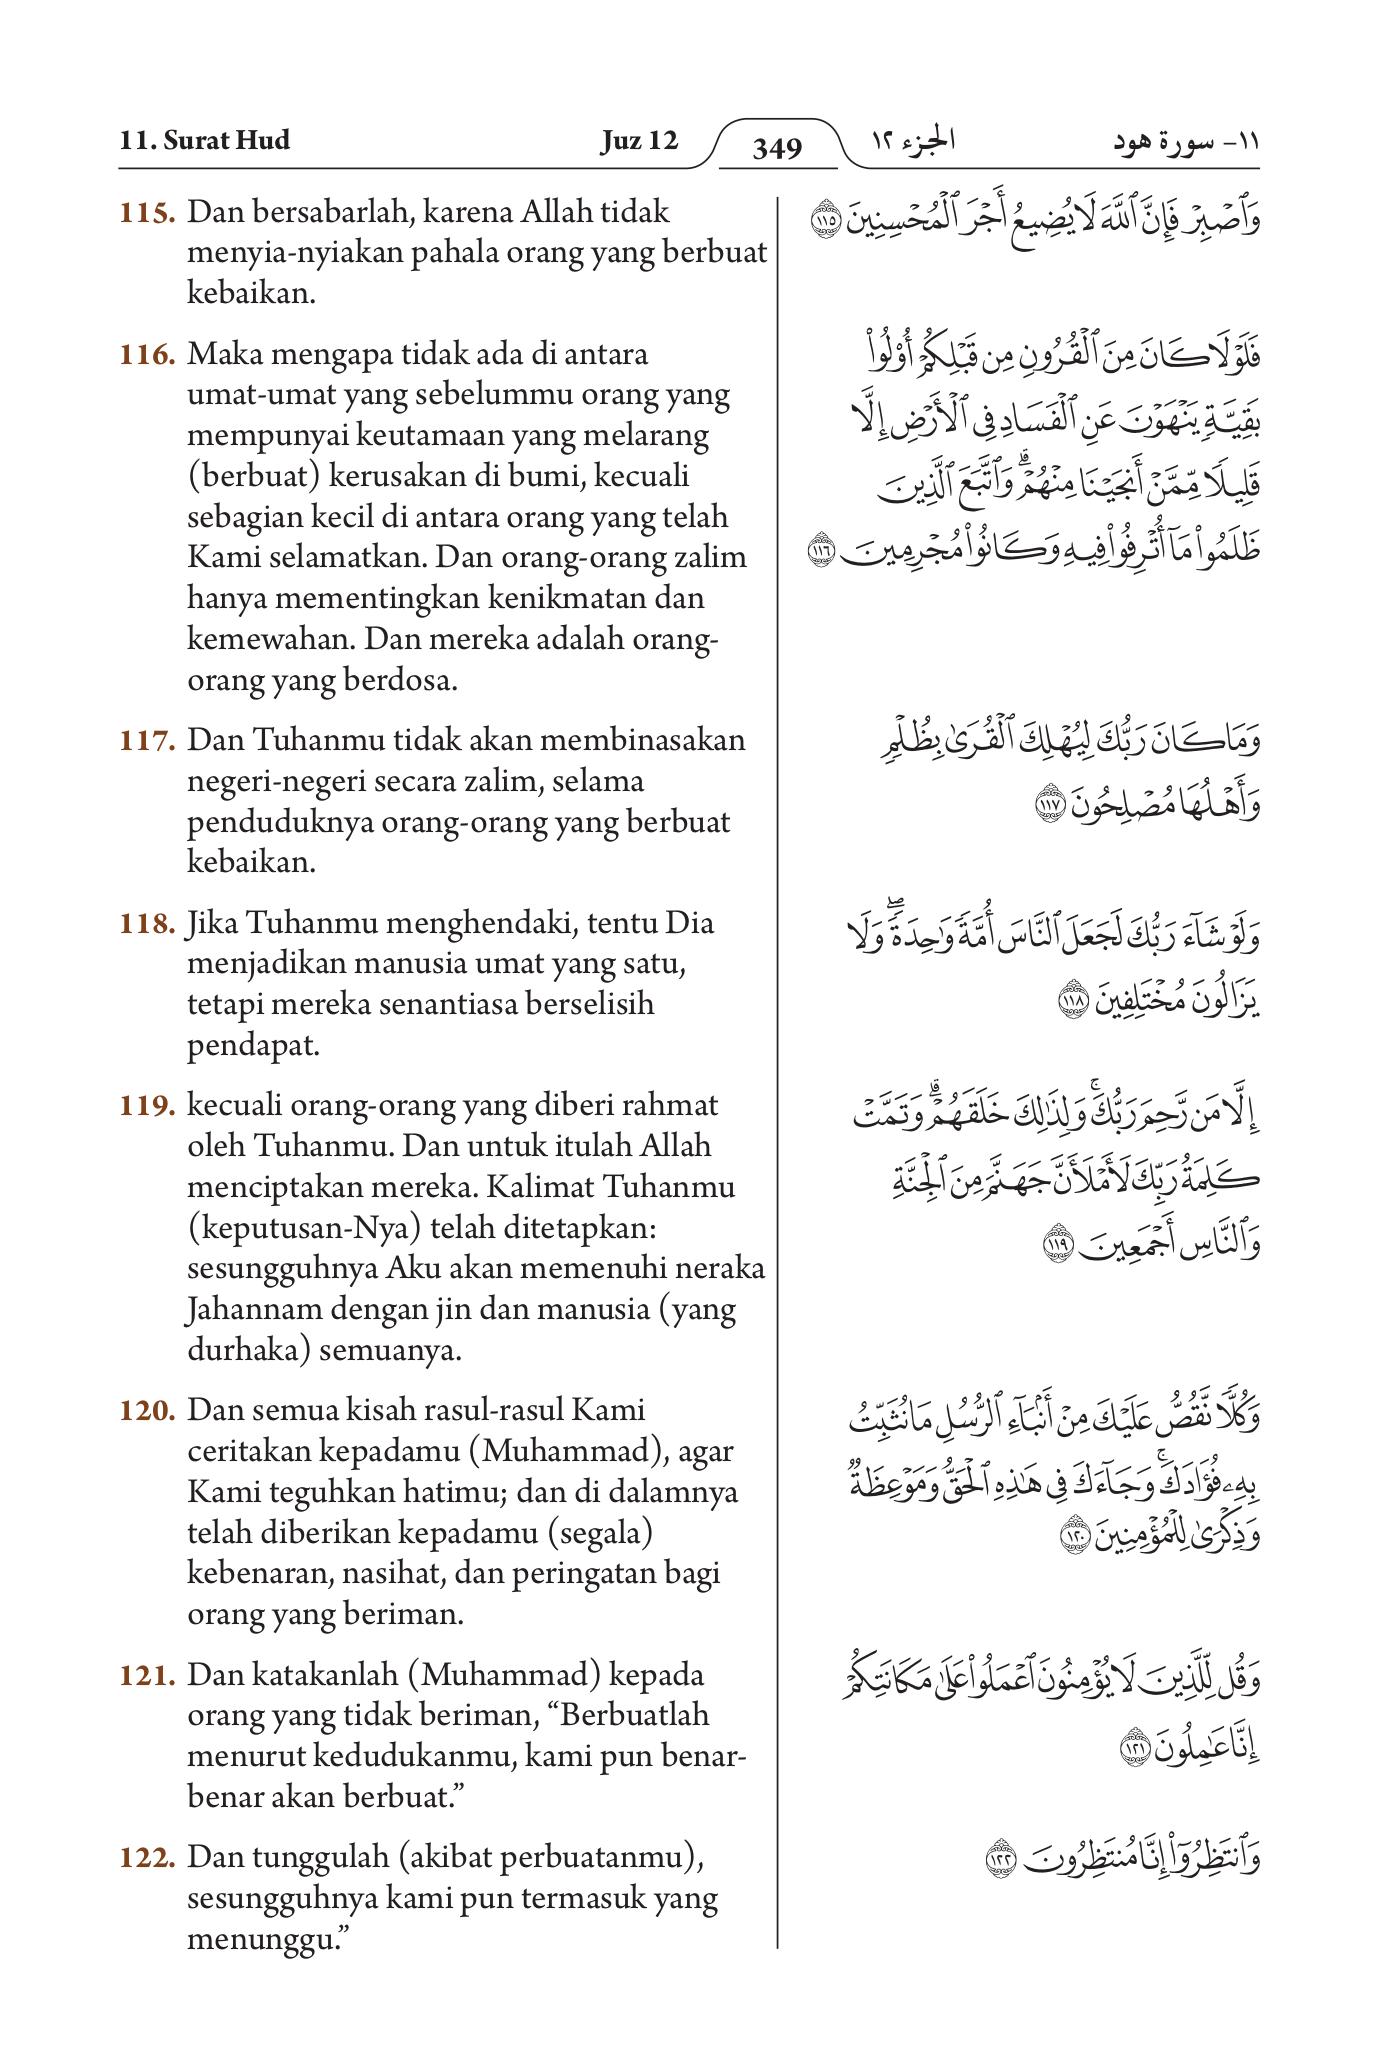 11. Surat Hud
Juz 12
349
الجزء ١٢
١١- سورة هود
115. Dan bersabarlah, karena Allah tidak
menyia-nyiakan pahala orang yang berbuat
kebaikan.
116. Maka mengapa tidak ada di antara
umat-umat yang sebelummu orang yang
mempunyai keutamaan yang melarang
(berbuat) kerusakan di bumi, kecuali
sebagian kecil di antara orang yang telah
Kami selamatkan. Dan orang-orang zalim
hanya mementingkan kenikmatan dan
kemewahan. Dan mereka adalah orang-
orang yang berdosa.
117. Dan Tuhanmu tidak akan membinasakan
negeri-negeri secara zalim, selama
penduduknya orang-orang yang berbuat
kebaikan.
118. Jika Tuhanmu menghendaki, tentu Dia
menjadikan manusia umat yang satu,
tetapi mereka senantiasa berselisih
pendapat.
119. kecuali orang-orang yang diberi rahmat
oleh Tuhanmu. Dan untuk itulah Allah
menciptakan mereka. Kalimat Tuhanmu
(keputusan-Nya) telah ditetapkan:
sesungguhnya Aku akan memenuhi neraka
Jahannam dengan jin dan manusia (yang
durhaka) semuanya.
120. Dan semua kisah rasul-rasul Kami
ceritakan kepadamu (Muhammad), agar
Kami teguhkan hatimu; dan di dalamnya
telah diberikan kepadamu (segala)
kebenaran, nasihat, dan peringatan bagi
orang yang beriman.
121. Dan katakanlah (Muhammad) kepada
orang yang tidak beriman, “Berbuatlah
menurut kedudukanmu, kami pun benar-
benar akan berbuat.”
122. Dan tunggulah (akibat perbuatanmu),
sesungguhnya kami pun termasuk yang
menunggu.”
وَٱصۡبِرۡ فَإِنَّ ٱللَّهَ لَا يُضِيعُ أَجۡرَ ٱلۡمُحۡسِنِينَ ١١٥
فَلَوۡلَا كَانَ مِنَ ٱلۡقُرُونِ مِن قَبۡلِكُمۡ أُوْلُواْ
بَقِيَّةٖ يَنۡهَوۡنَ عَنِ ٱلۡفَسَادِ فِي ٱلۡأَرۡضِ إِلَّا
قَلِيلٗا مِّمَّنۡ أَنجَيۡنَا مِنۡهُمۡۗ وَٱتَّبَعَ ٱلَّذِينَ
ظَلَمُواْ مَآ أُتۡرِفُواْ فِيهِ وَكَانُواْ مُجۡرِمِينَ ١١٦
وَمَا كَانَ رَبُّكَ لِيُهۡلِكَ ٱلۡقُرَىٰ بِظُلۡمٖ
وَأَهۡلُهَا مُصۡلِحُونَ ١١٧
وَلَوۡ شَآءَ رَبُّكَ لَجَعَلَ ٱلنَّاسَ أُمَّةٗ وَٰحِدَةٗۖ وَلَا
يَزَالُونَ مُخۡتَلِفِينَ ١١٨
إِلَّا مَن رَّحِمَ رَبُّكَۚ وَلِذَٰلِكَ خَلَقَهُمۡۗ وَتَمَّتۡ
كَلِمَةُ رَبِّكَ لَأَمۡلَأَنَّ جَهَنَّمَ مِنَ ٱلۡجِنَّةِ
وَٱلنَّاسِ أَجۡمَعِينَ ١١٩
وَكُلّٗا نَّقُصُّ عَلَيۡكَ مِنۡ أَنۢبَآءِ ٱلرُّسُلِ مَا نُثَبِّتُ
بِهِۦ فُؤَادَكَۚ وَجَآءَكَ فِي هَٰذِهِ ٱلۡحَقُّ وَمَوۡعِظَةٞ
وَذِكۡرَىٰ لِلۡمُؤۡمِنِينَ ١٢٠
وَقُل لِّلَّذِينَ لَا يُؤۡمِنُونَ ٱعۡمَلُواْ عَلَىٰ مَكَانَتِكُمۡ
إِنَّا عَٰمِلُونَ ١٢١
وَٱنتَظِرُوٓاْ إِنَّا مُنتَظِرُونَ ١٢٢